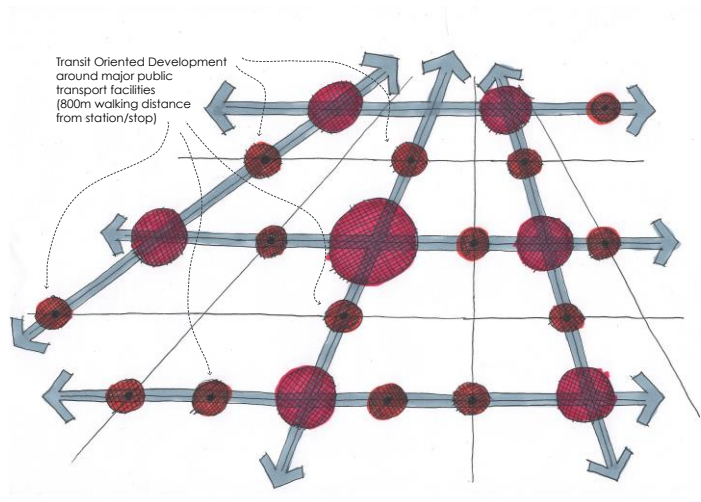 Transit Oriented Development
around major public
transport facilities
(800m walking distance
from station/stop)